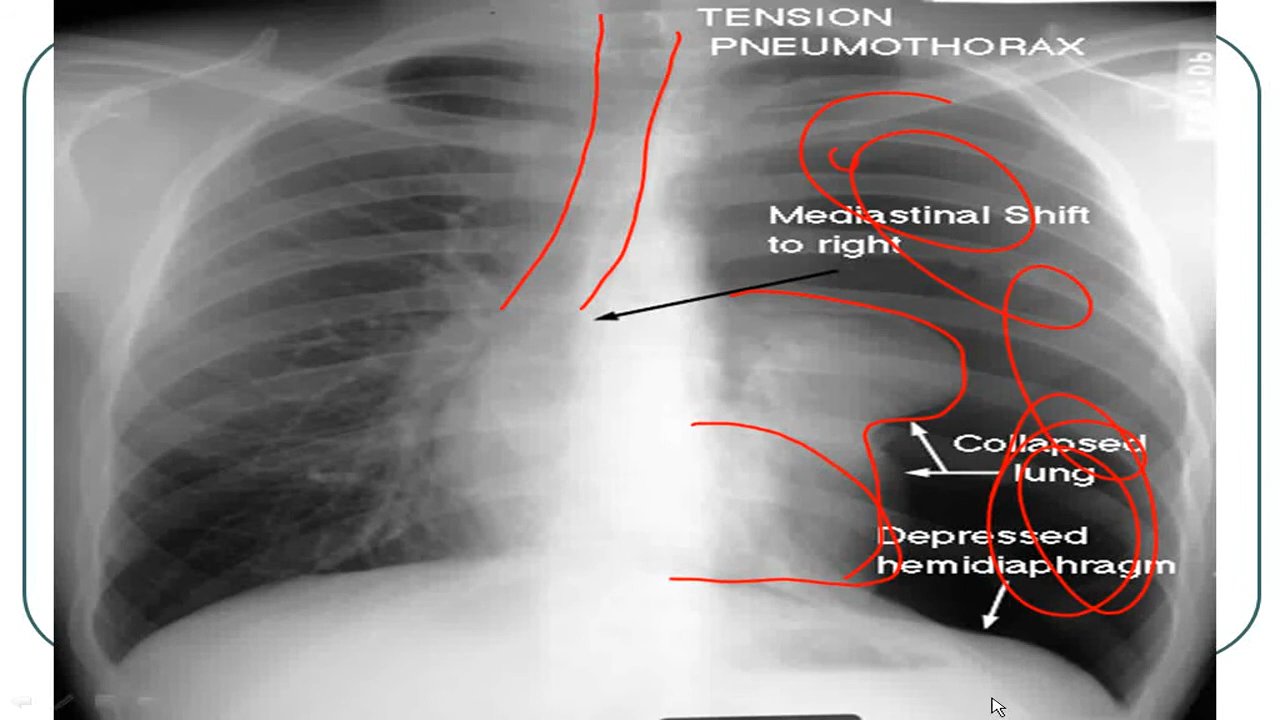 TENSION
PNEUMOTHORAX
Mediastinal Shift
to right
Collapsed
lung
Depressed
hemidiaphragm